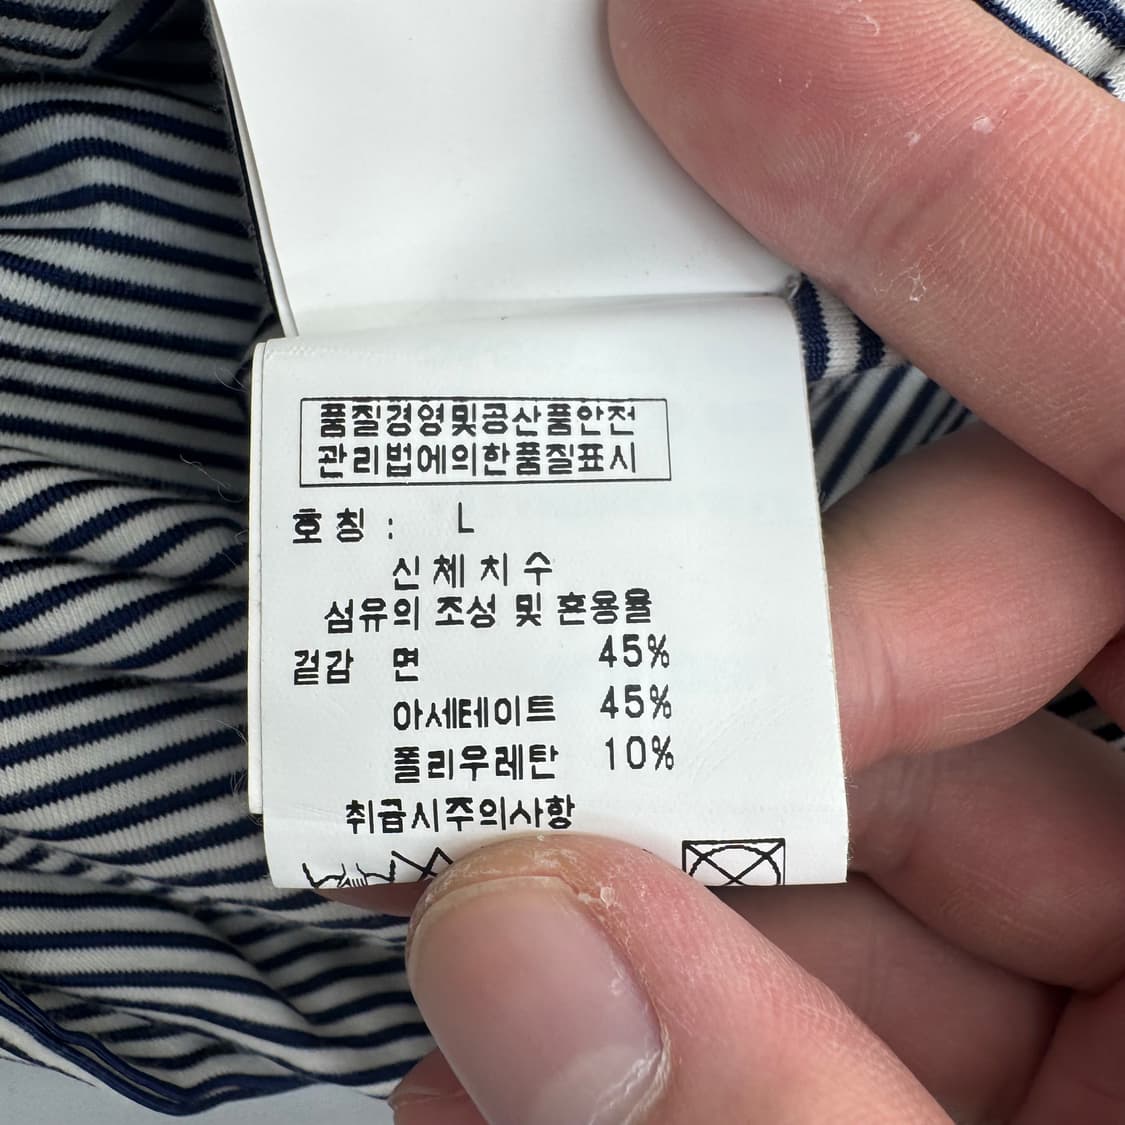 품질경영및공산품안전
관리법에의한품질표시
호칭 : L
신체치수
섬유의 조성 및 혼용율
겉감 면 45%
아세테이트 45%
폴리우레탄 10%
취급시주의사항